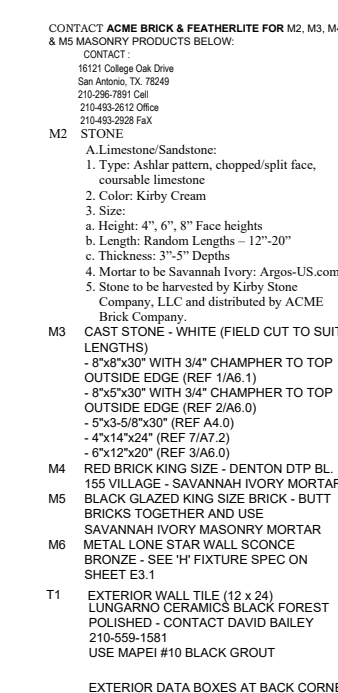 CONTACT ACME BRICK & FEATHERLITE FOR M2, M3, M4
& M5 MASONRY PRODUCTS BELOW:
CONTACT :
16121 College Oak Drive
San Antonio, TX. 78249
210-296-7891 Cell
210-493-2612 Office
210-493-2928 FaX
M2 STONE
A.Limestone/Sandstone:
1. Type: Ashlar pattern, chopped/split face,
coursable limestone
2. Color: Kirby Cream
3. Size:
a. Height: 4”, 6”, 8” Face heights
b. Length: Random Lengths – 12”-20”
c. Thickness: 3”-5” Depths
4. Mortar to be Savannah Ivory: Argos-US.com
5. Stone to be harvested by Kirby Stone
Company, LLC and distributed by ACME
Brick Company.
M3 CAST STONE - WHITE (FIELD CUT TO SUIT
LENGTHS)
- 8"x8"x30" WITH 3/4" CHAMPHER TO TOP
OUTSIDE EDGE (REF 1/A6.1)
- 8"x5"x30" WITH 3/4" CHAMPHER TO TOP
OUTSIDE EDGE (REF 2/A6.0)
- 5"x3-5/8"x30" (REF A4.0)
- 4"x14"x24" (REF 7/A7.2)
- 6"x12"x20" (REF 3/A6.0)
M4 RED BRICK KING SIZE - DENTON DTP BL.
155 VILLAGE - SAVANNAH IVORY MORTAR
M5 BLACK GLAZED KING SIZE BRICK - BUTT
BRICKS TOGETHER AND USE
SAVANNAH IVORY MASONRY MORTAR
M6 METAL LONE STAR WALL SCONCE
BRONZE - SEE 'H' FIXTURE SPEC ON
SHEET E3.1
T1 EXTERIOR WALL TILE (12 x 24)
LUNGARNO CERAMICS BLACK FOREST
POLISHED - CONTACT DAVID BAILEY
210-559-1581
USE MAPEI #10 BLACK GROUT
EXTERIOR DATA BOXES AT BACK